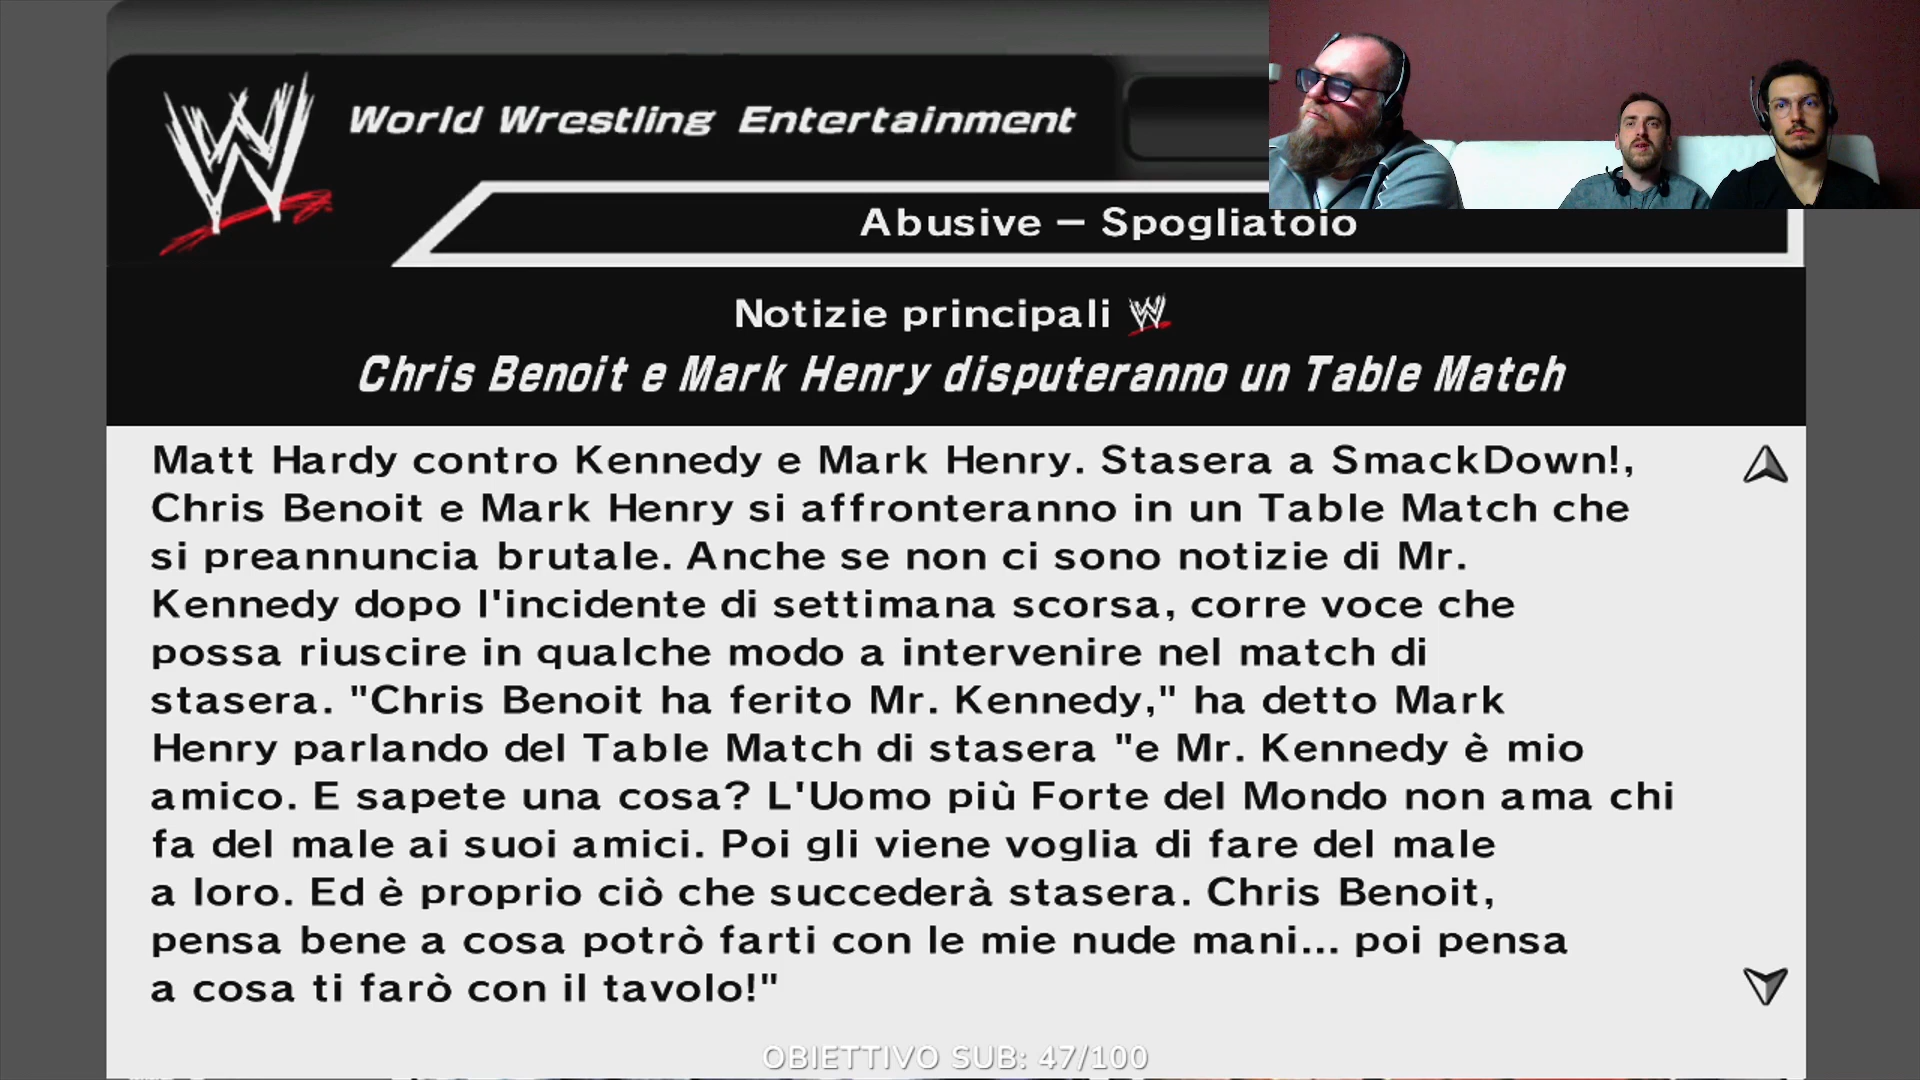 World Wrestling Entertainment
Abusive – Spogliatoio
Notizie principali
Chris Benoit e Mark Henry disputeranno un Table Match
Matt Hardy contro Kennedy e Mark Henry. Stasera a SmackDown!,
Chris Benoit e Mark Henry si affronteranno in un Table Match che
si preannuncia brutale. Anche se non ci sono notizie di Mr.
Kennedy dopo l'incidente di settimana scorsa, corre voce che
possa riuscire in qualche modo a intervenire nel match di
stasera. "Chris Benoit ha ferito Mr. Kennedy," ha detto Mark
Henry parlando del Table Match di stasera "e Mr. Kennedy è mio
amico. E sapete una cosa? L'Uomo più Forte del Mondo non ama chi
fa del male ai suoi amici. Poi gli viene voglia di fare del male
a loro. Ed è proprio ciò che succederà stasera. Chris Benoit,
pensa bene a cosa potrò farti con le mie nude mani... poi pensa
a cosa ti farò con il tavolo!"
OBIETTIVO SUB: 47/100